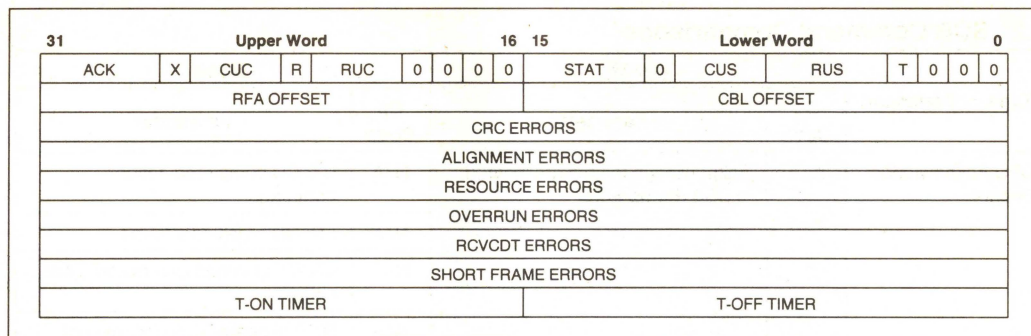 31 Upper Word 16 15 Lower Word 0
ACK X CUC R RUC 0 0 0 0 STAT 0 CUS RUS T 0 0 0
RFA OFFSET CBL OFFSET
CRC ERRORS
ALIGNMENT ERRORS
RESOURCE ERRORS
OVERRUN ERRORS
RCVCDT ERRORS
SHORT FRAME ERRORS
T-ON TIMER T-OFF TIMER